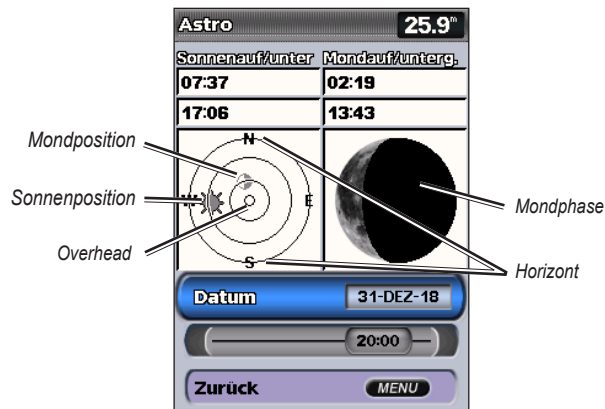 Astro
25.9m
Sonnenauf/unter
Mondauf/unterg.
07:37
02:19
17:06
13:43
Mondposition
Sonnenposition
Overhead
N
W
E
S
Mondphase
Horizont
Datum
31-DEZ-18
20:00
Zurück
MENU